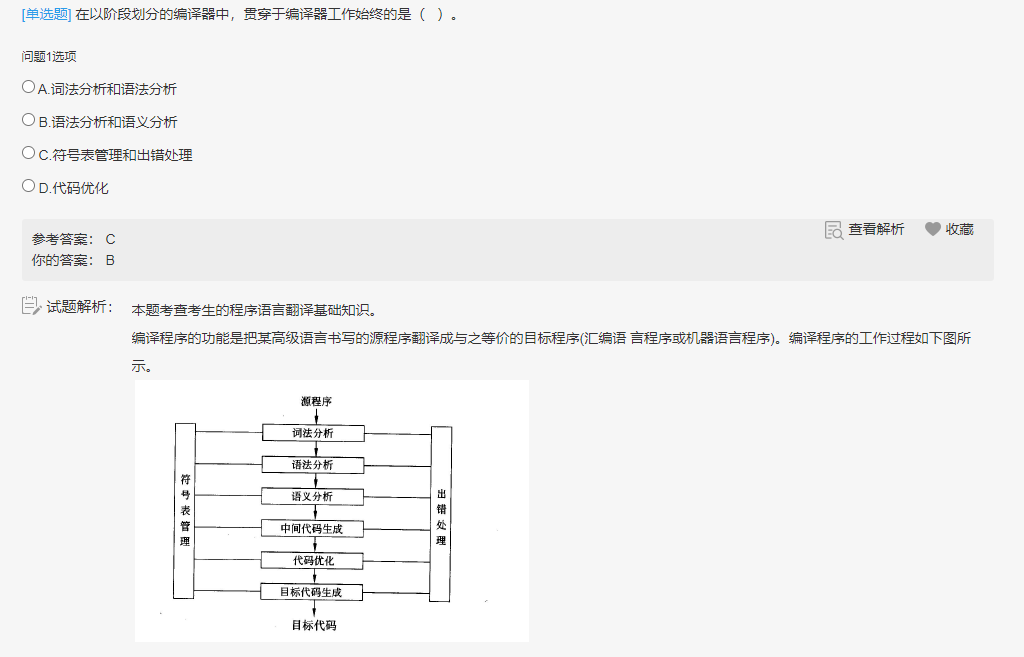 [单选题] 在以阶段划分的编译器中，贯穿于编译器工作始终的是（ ）。
问题1选项
A.词法分析和语法分析
B.语法分析和语义分析
C.符号表管理和出错处理
D.代码优化
参考答案： C
查看解析
收藏
你的答案： B
试题解析：
本题考查考生的程序语言翻译基础知识。
编译程序的功能是把某高级语言书写的源程序翻译成与之等价的目标程序(汇编语 言程序或机器语言程序)。编译程序的工作过程如下图所
示。
源程序
词法分析
语法分析
语义分析
中间代码生成
代码优化
目标代码生成
目标代码
符号表管理
出错处理